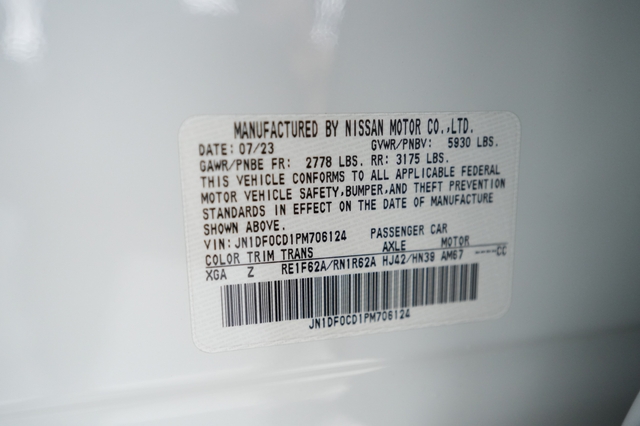 MANUFACTURED BY NISSAN MOTOR CO.,LTD.
DATE: 07/23 GVWR/PNBV: 5930 LBS.
GAWR/PNBE FR: 2778 LBS. RR: 3175 LBS.
THIS VEHICLE CONFORMS TO ALL APPLICABLE FEDERAL
MOTOR VEHICLE SAFETY,BUMPER,AND THEFT PREVENTION
STANDARDS IN EFFECT ON THE DATE OF MANUFACTURE
SHOWN ABOVE.
VIN: JN1DF0CD1PM706124 PASSENGER CAR
COLOR TRIM TRANS AXLE MOTOR
XGA Z RE1F62A/RN1R62A HJ42/HN39 AM67 ----CC
JN1DF0CD1PM706124